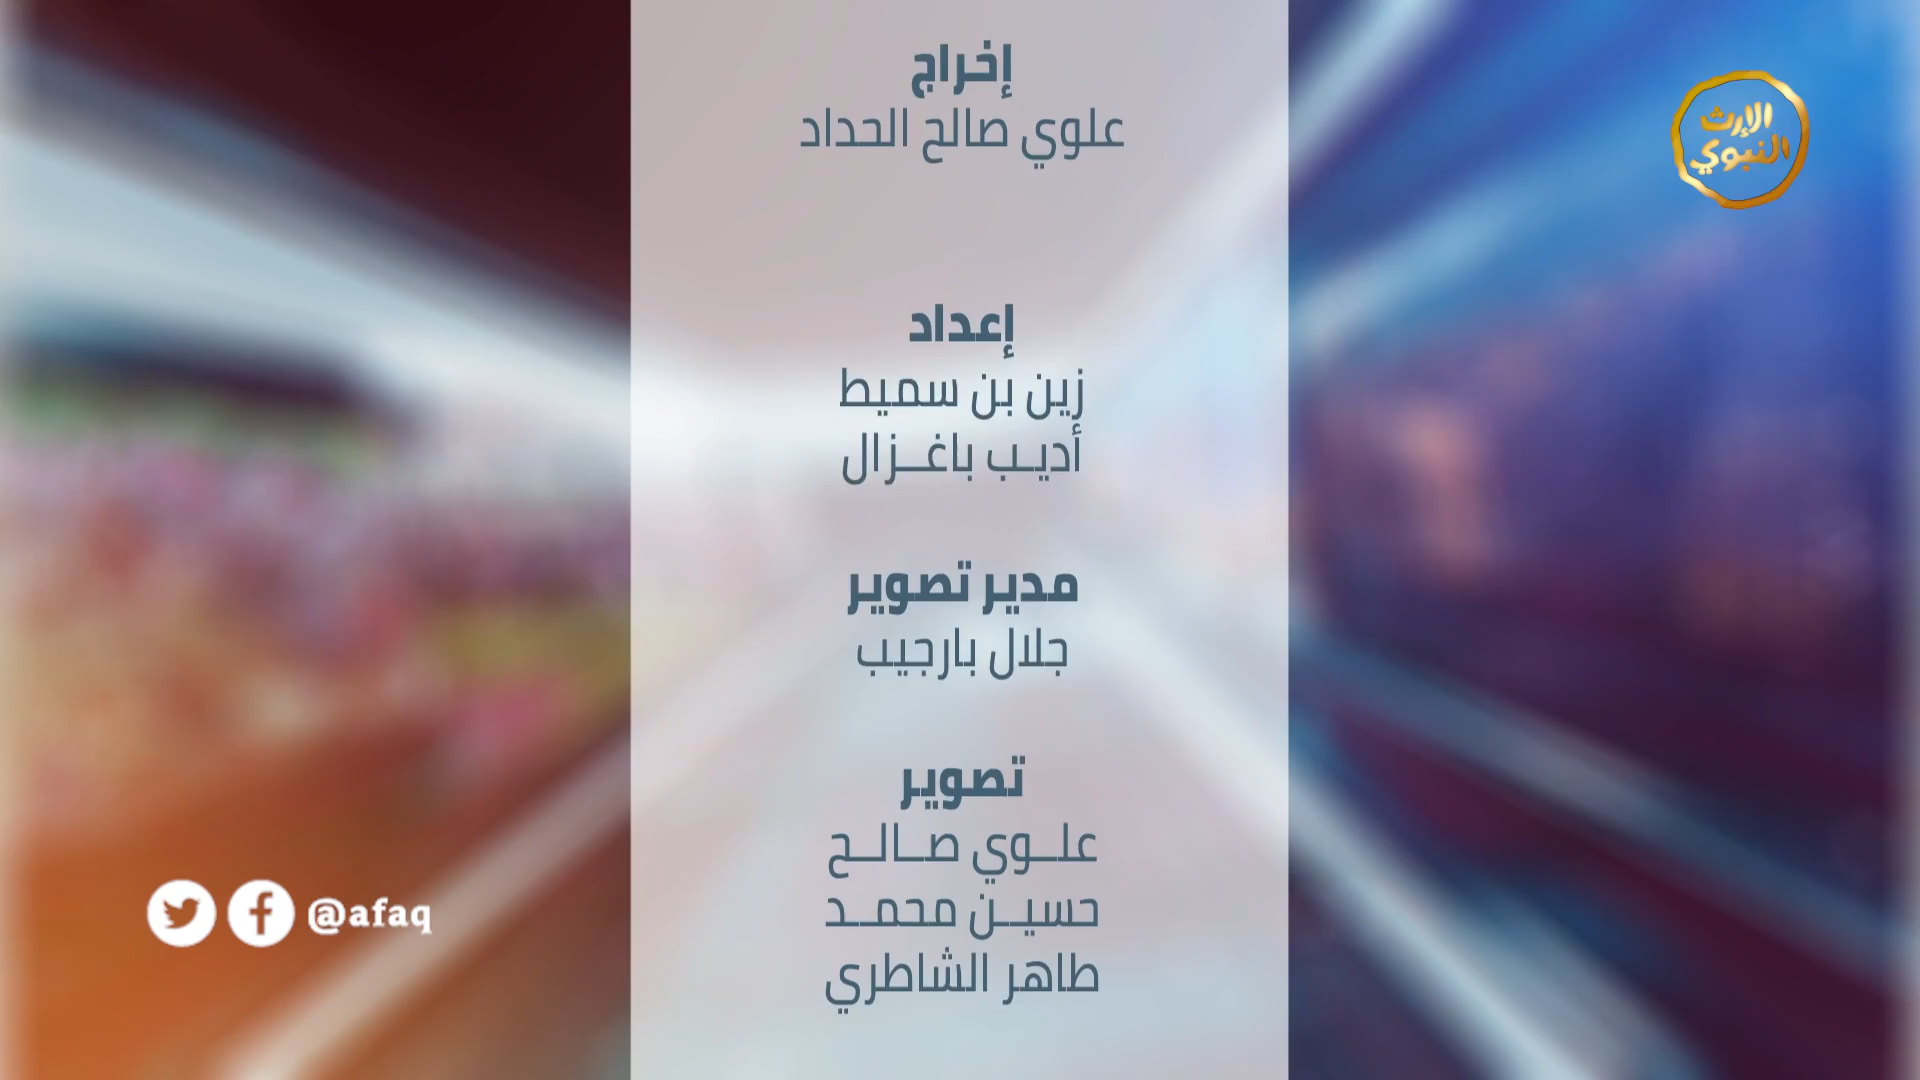 إخراج
علوي صالح الحداد
الإرث
النبوي
إعداد
زين بن سميط
أديب باغزال
مدير تصوير
جلال بارجيب
تصوير
علوي صالح
حسين محمد
طاهر الشاطري
@afaq